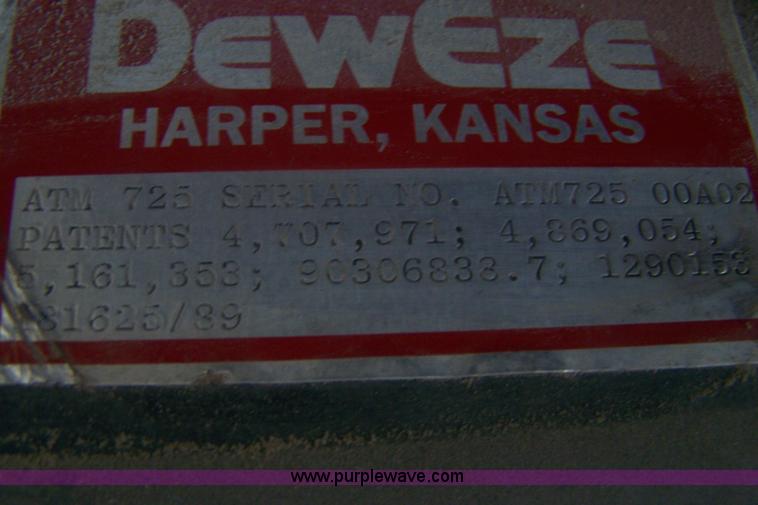 DewEze
HARPER, KANSAS
ATM 725 SERIAL NO. ATM725 00A02
PATENTS 4,707,971; 4,869,054;
5,161,353; 90306838.7; 1290153
81625/89
www.purplewave.com